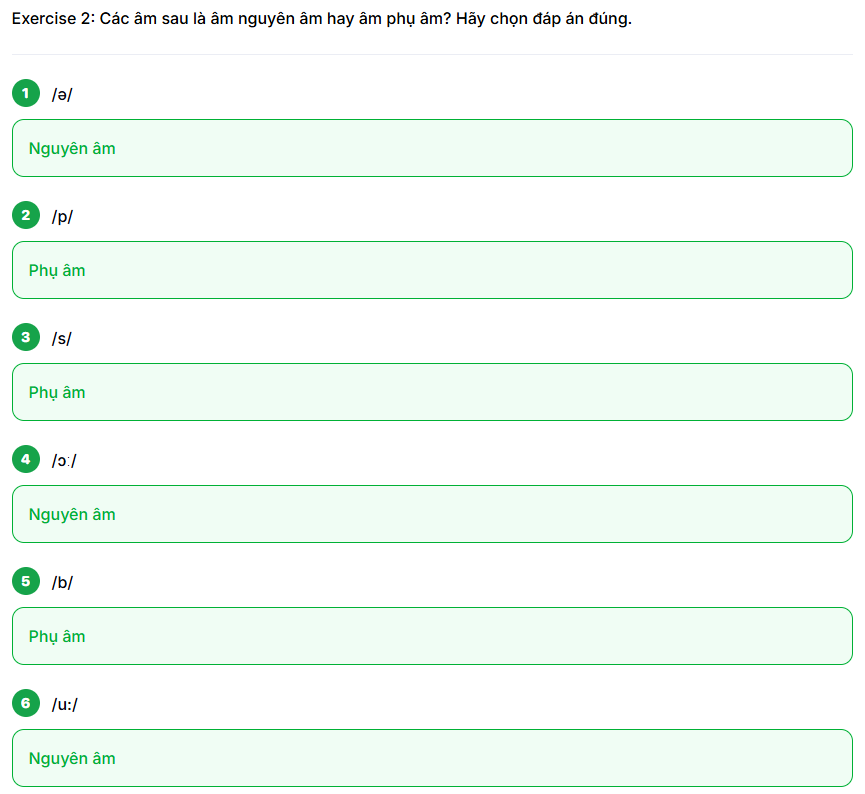 Exercise 2: Các âm sau là âm nguyên âm hay âm phụ âm? Hãy chọn đáp án đúng.
1 /ə/
Nguyên âm
2 /p/
Phụ âm
3 /s/
Phụ âm
4 /ɔː/
Nguyên âm
5 /b/
Phụ âm
6 /u:/
Nguyên âm